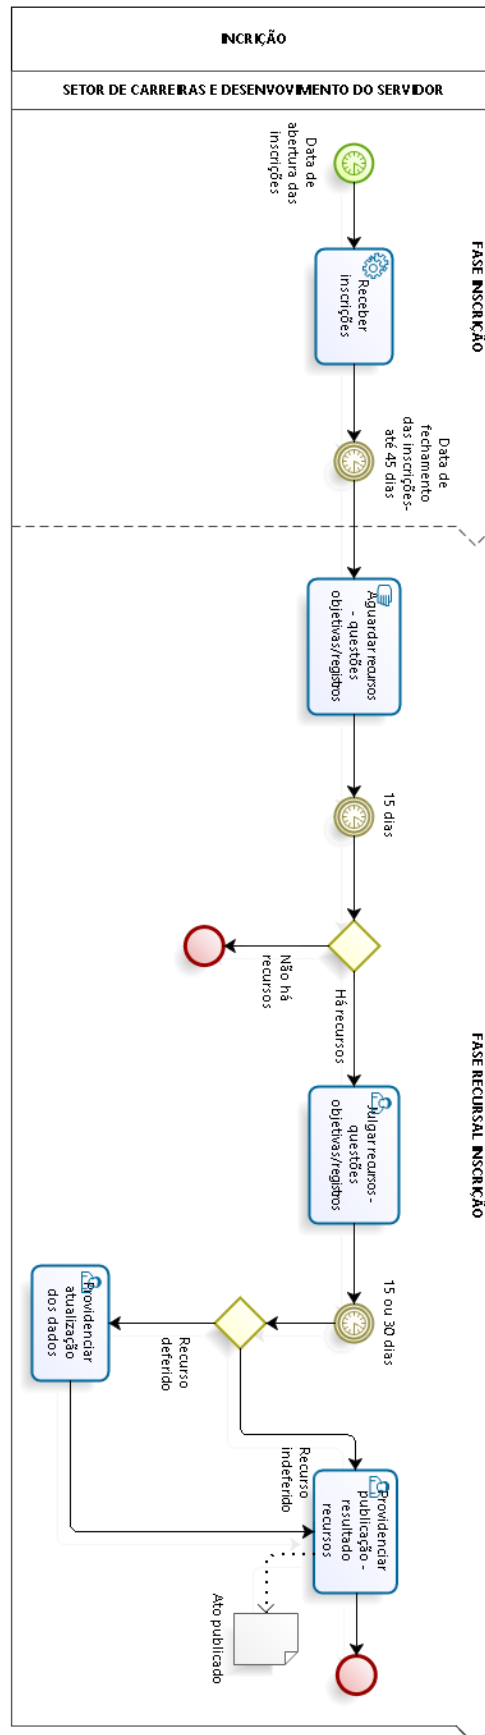 INCRIÇÃO
SETOR DE CARREIRAS E DESENVOVIMENTO DO SERVIDOR
FASE INSCRIÇÃO
Data de
abertura das
inscrições
Receber
inscrições
Data de
fechamento
das inscrições-
até 45 dias
FASE RECURSAL INSCRIÇÃO
Aguardar recursos
- questões
objetivas/registros
15 dias
Não há
recursos
Há recursos
Julgar recursos -
questões
objetivas/registros
15 ou 30 dias
Recurso
deferido
Providenciar
atualização
dos dados
Recurso
indeferido
Providenciar
publicação -
resultado
recursos
Ato publicado